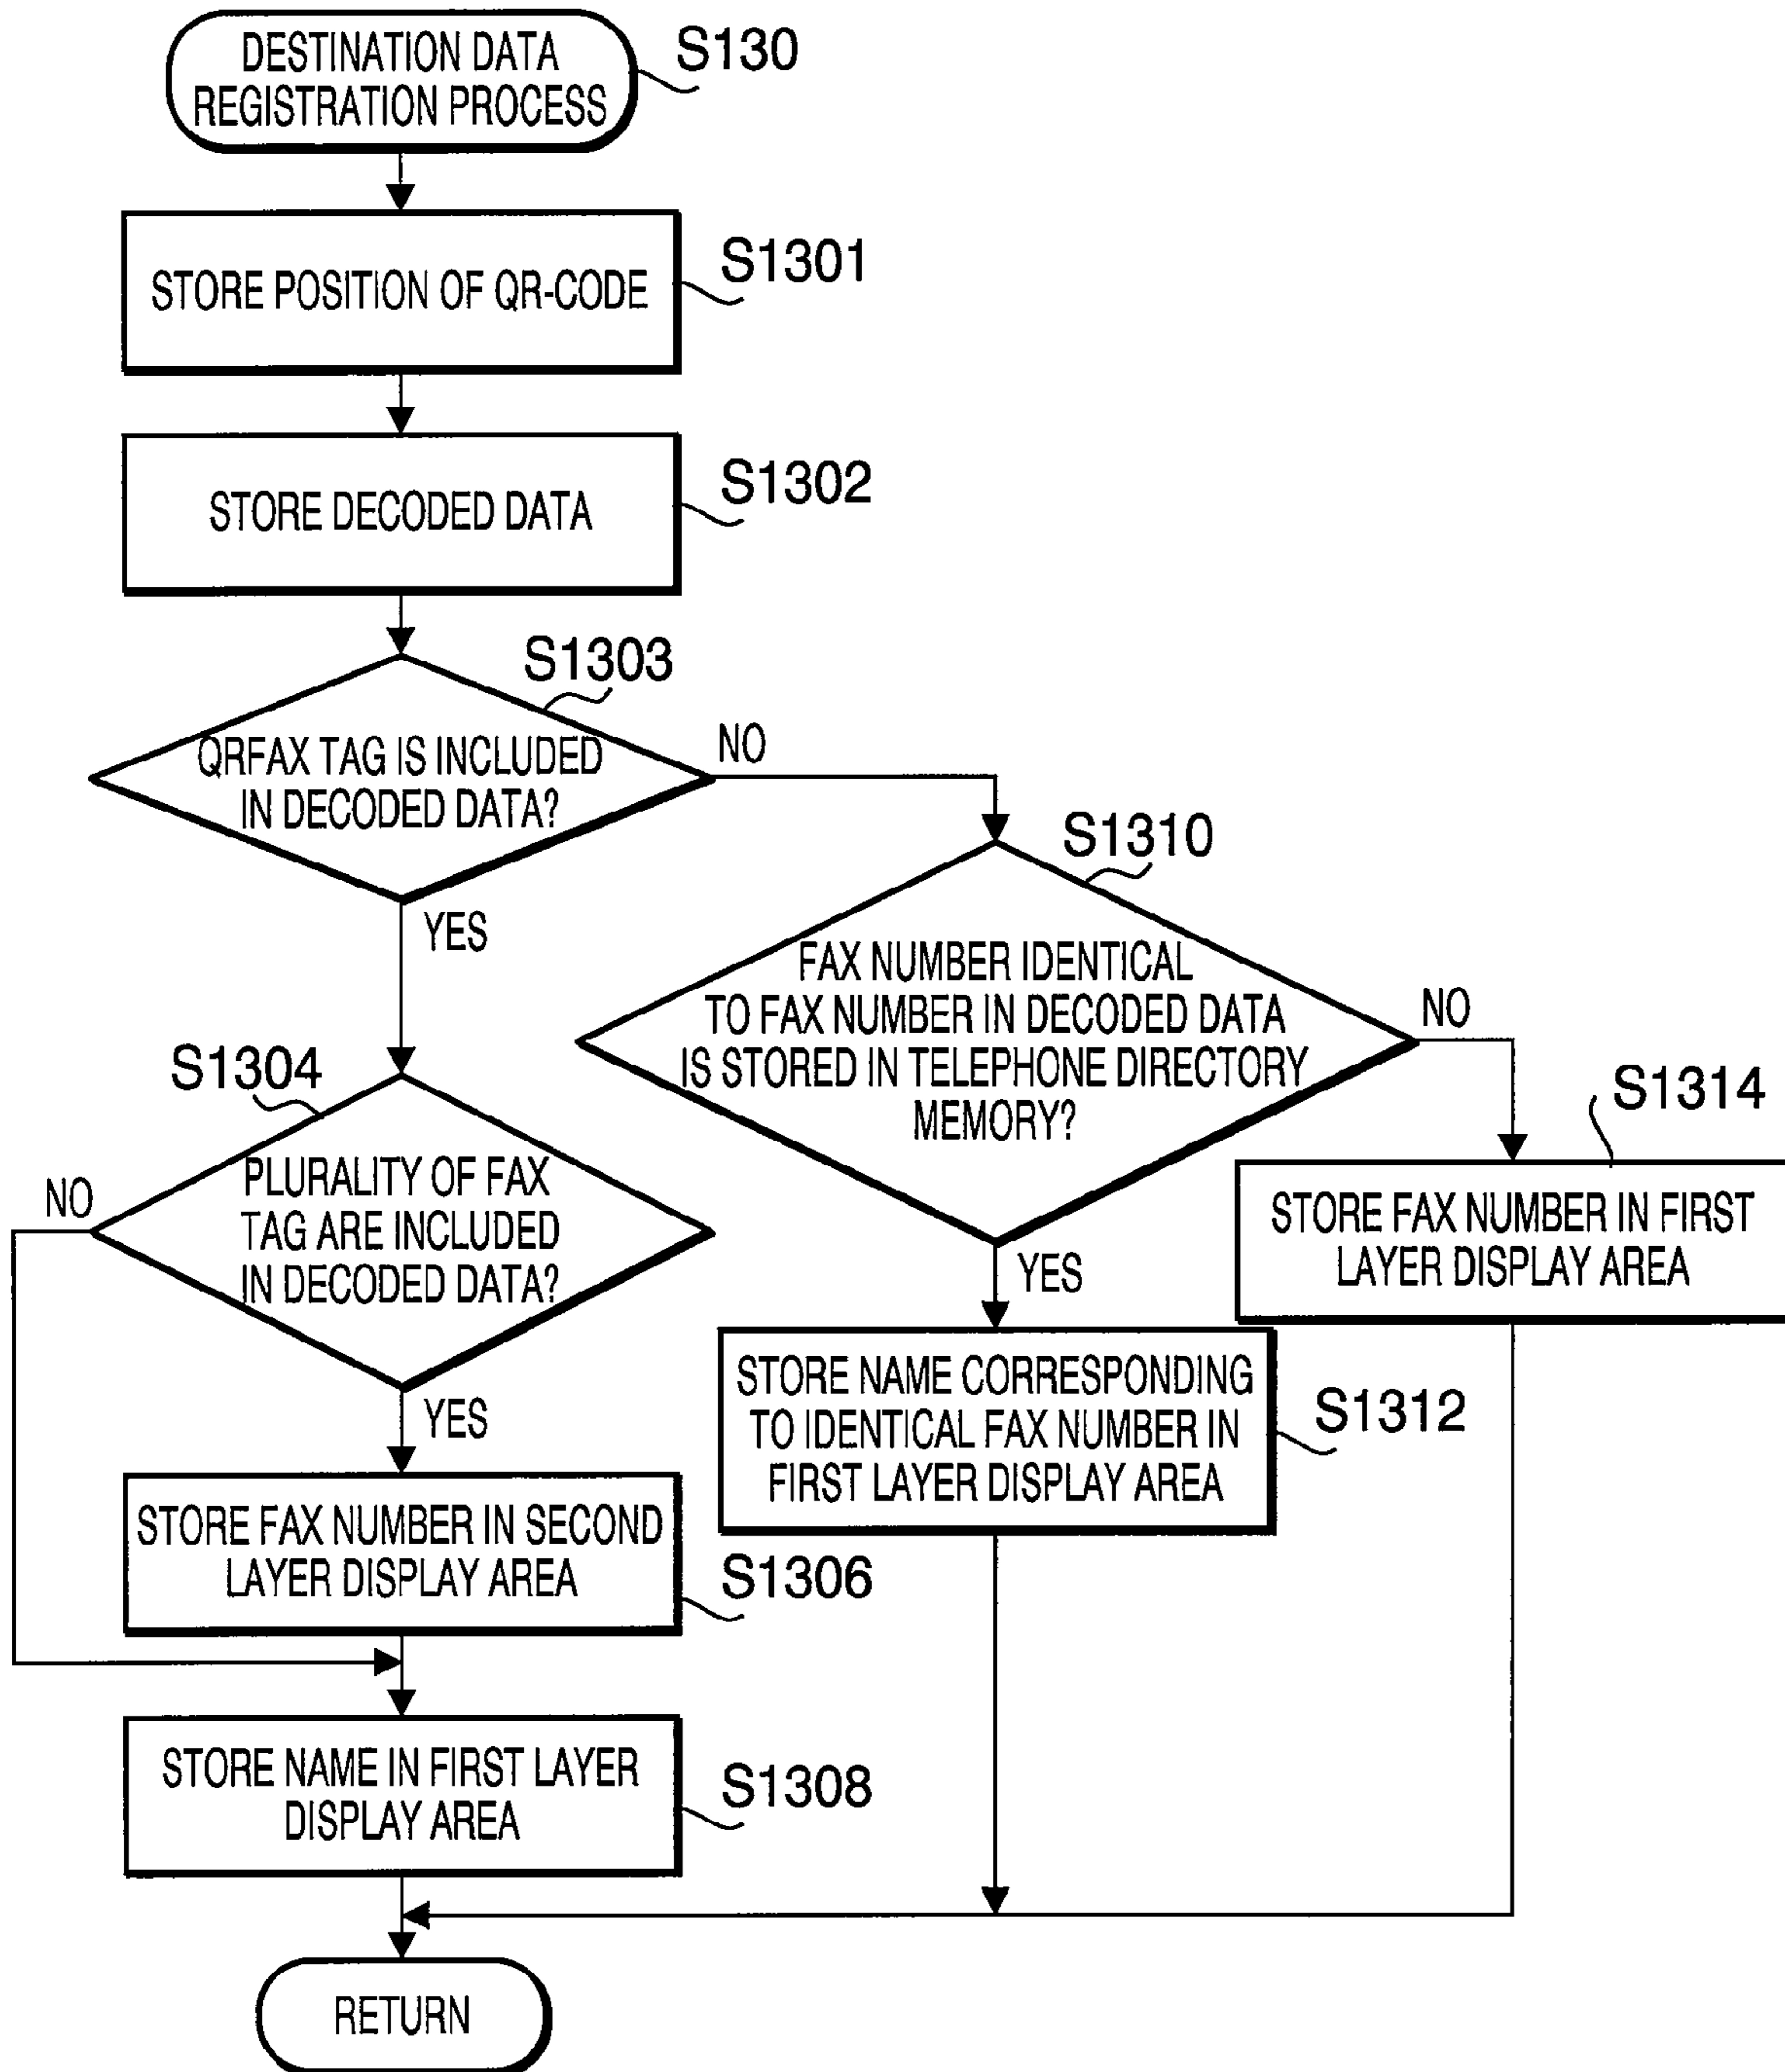 DESTINATION DATA
REGISTRATION PROCESS
S130
STORE POSITION OF QR-CODE
S1301
STORE DECODED DATA
S1302
S1303
QRFAX TAG IS INCLUDED
IN DECODED DATA?
NO
YES
S1310
FAX NUMBER IDENTICAL
TO FAX NUMBER IN DECODED DATA
IS STORED IN TELEPHONE DIRECTORY
MEMORY?
NO
YES
S1304
PLURALITY OF FAX
TAG ARE INCLUDED
IN DECODED DATA?
NO
YES
S1314
STORE FAX NUMBER IN FIRST
LAYER DISPLAY AREA
STORE NAME CORRESPONDING
TO IDENTICAL FAX NUMBER IN
FIRST LAYER DISPLAY AREA
S1312
STORE FAX NUMBER IN SECOND
LAYER DISPLAY AREA
S1306
STORE NAME IN FIRST LAYER
DISPLAY AREA
S1308
RETURN